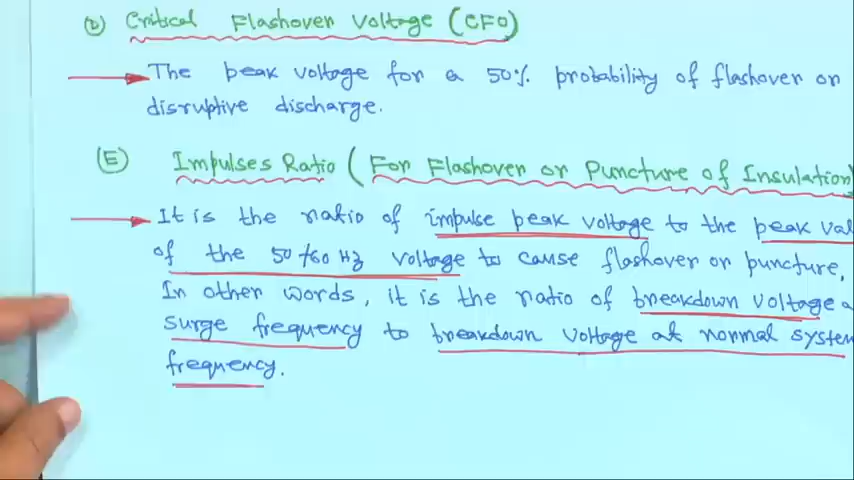 (D) Critical Flashover Voltage (CFO)
The peak voltage for a 50% probability of flashover or
disruptive discharge.
(E) Impulses Ratio (For Flashover or Puncture of Insulation)
It is the ratio of impulse peak voltage to the peak val
of the 50/60 Hz voltage to cause flashover or puncture,
In other words, it is the ratio of breakdown voltage a
surge frequency to breakdown voltage at normal system
frequency.